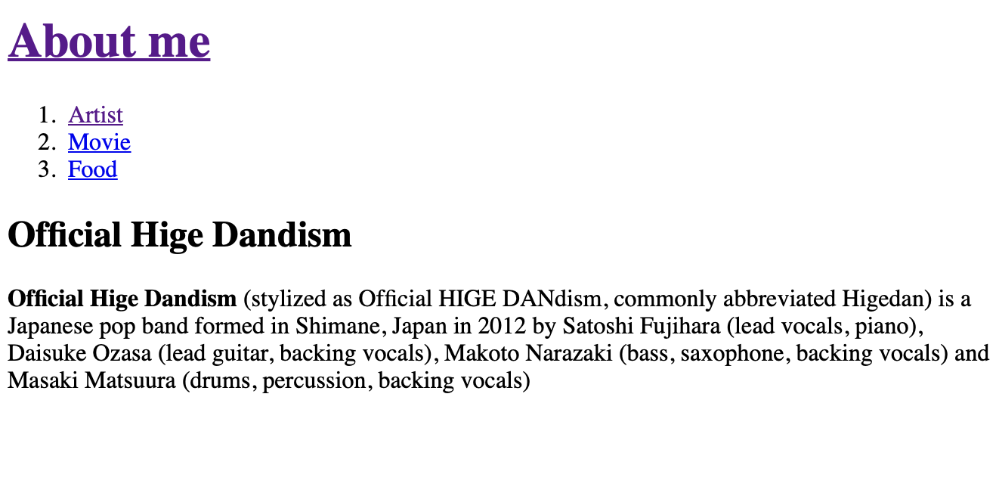 About me
1. Artist
2. Movie
3. Food
Official Hige Dandism
Official Hige Dandism (stylized as Official HIGE DANdism, commonly abbreviated Higedan) is a
Japanese pop band formed in Shimane, Japan in 2012 by Satoshi Fujihara (lead vocals, piano),
Daisuke Ozasa (lead guitar, backing vocals), Makoto Narazaki (bass, saxophone, backing vocals) and
Masaki Matsuura (drums, percussion, backing vocals)